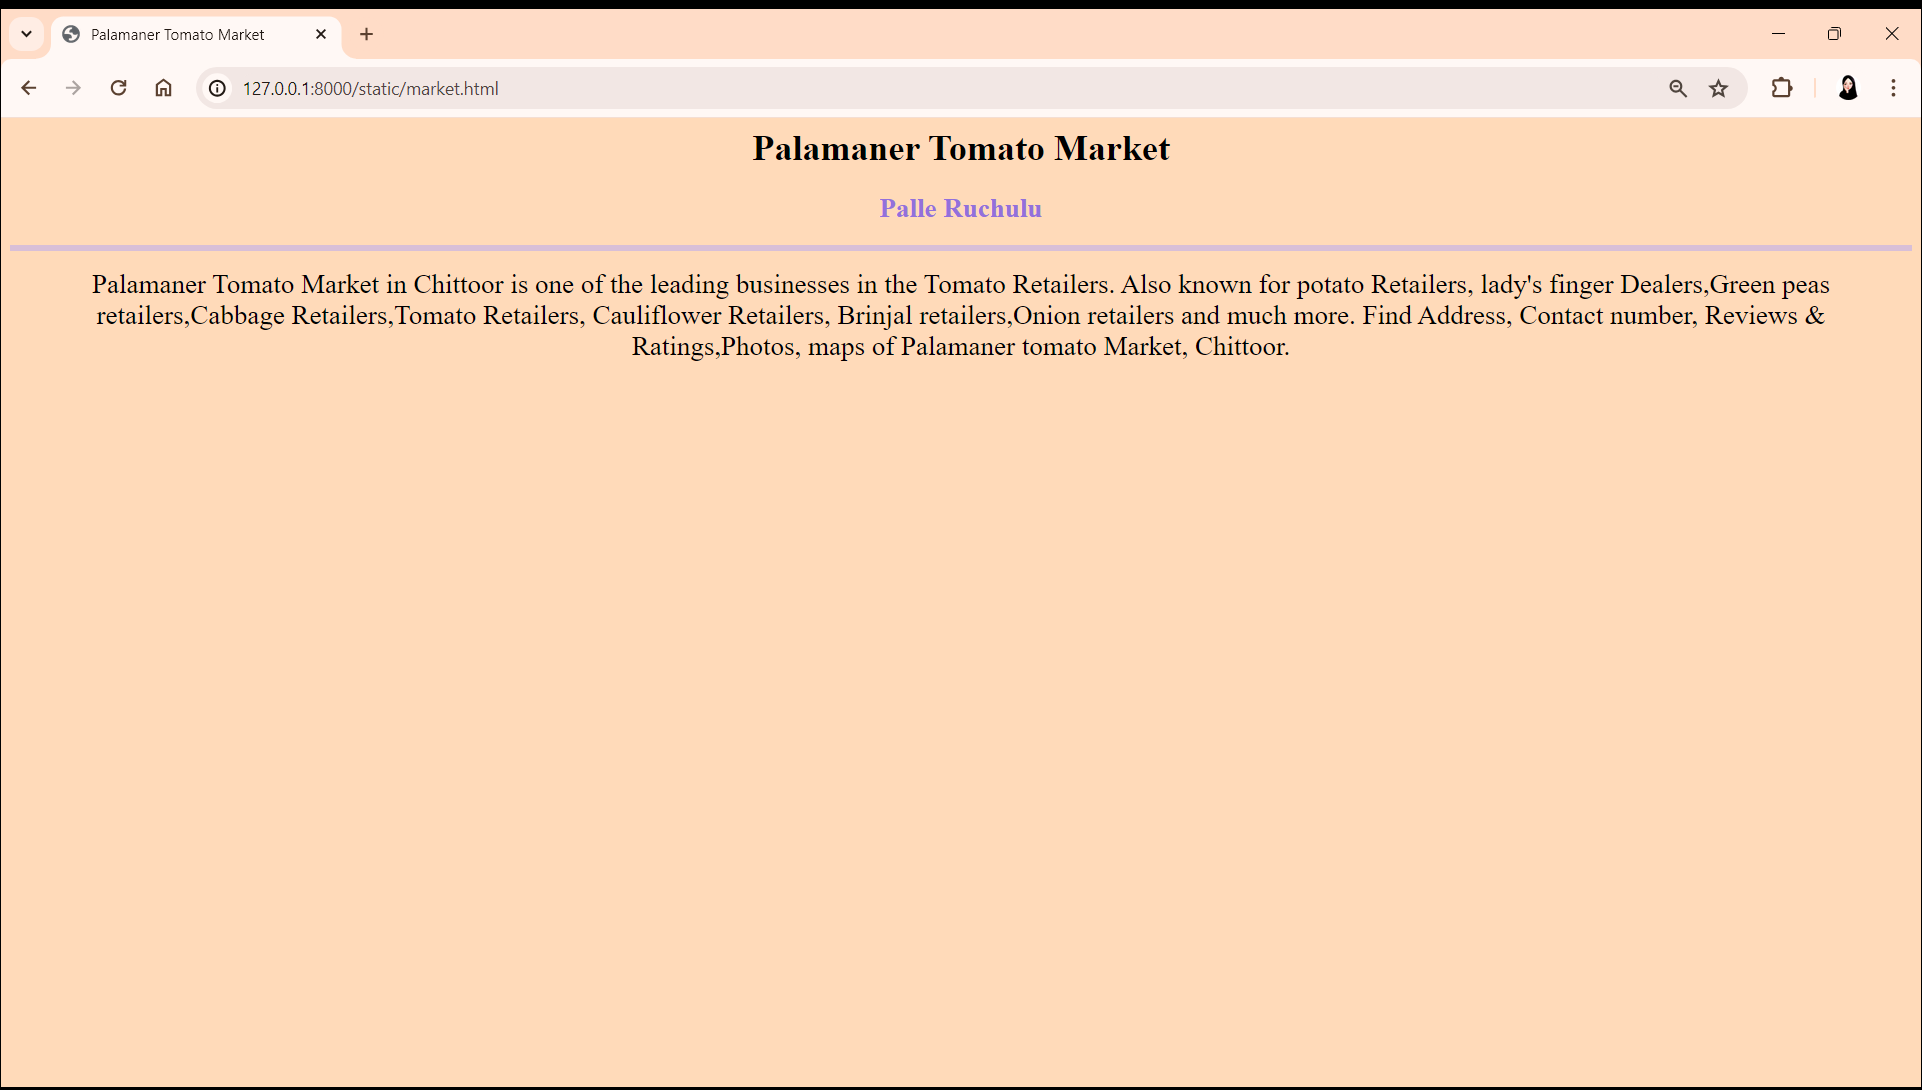 Palamaner Tomato Market
127.0.0.1:8000/static/market.html
Palamaner Tomato Market
Palle Ruchulu
Palamaner Tomato Market in Chittoor is one of the leading businesses in the Tomato Retailers. Also known for potato Retailers, lady's finger Dealers,Green peas
retailers,Cabbage Retailers,Tomato Retailers, Cauliflower Retailers, Brinjal retailers,Onion retailers and much more. Find Address, Contact number, Reviews &
Ratings,Photos, maps of Palamaner tomato Market, Chittoor.